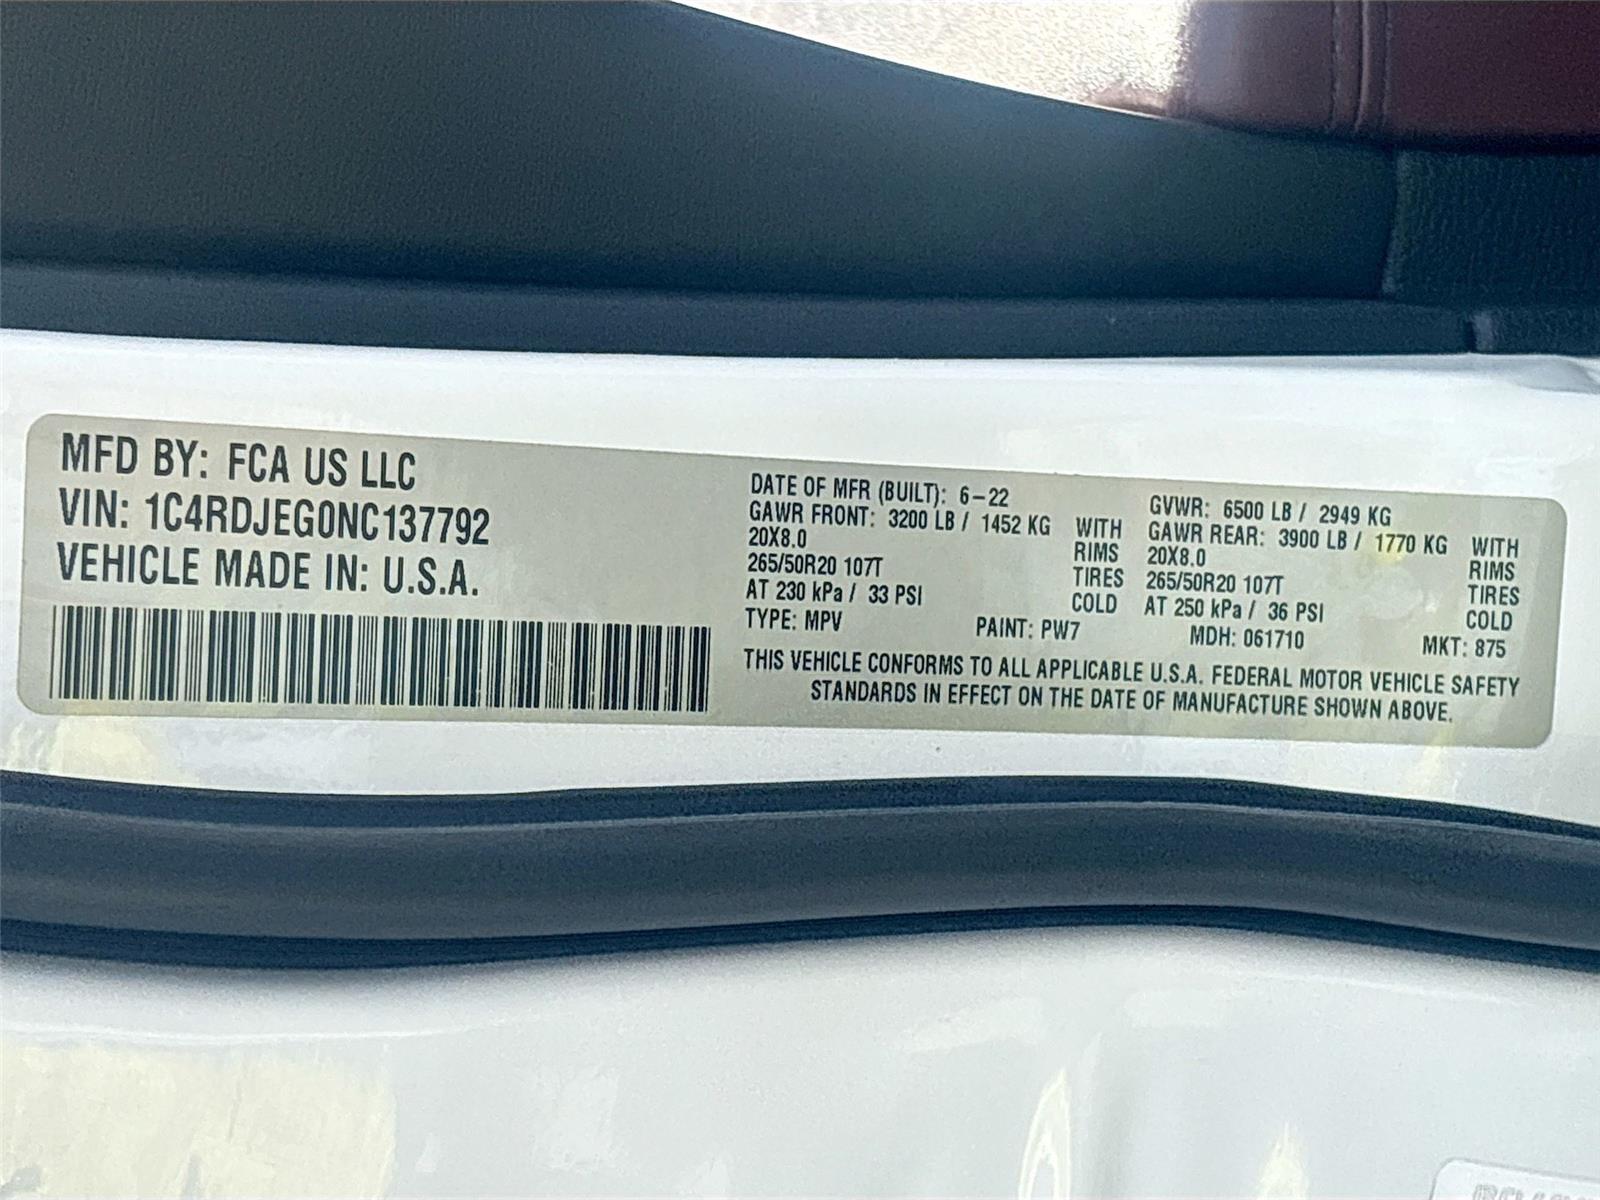 MFD BY: FCA US LLC
VIN: 1C4RDJEG0NC137792
VEHICLE MADE IN: U.S.A.
DATE OF MFR (BUILT): 6-22
GAWR FRONT: 3200 LB / 1452 KG WITH
20X8.0 RIMS
265/50R20 107T TIRES
AT 230 kPa / 33 PSI COLD
GVWR: 6500 LB / 2949 KG
GAWR REAR: 3900 LB / 1770 KG WITH
20X8.0 RIMS
265/50R20 107T TIRES
AT 250 kPa / 36 PSI COLD
TYPE: MPV PAINT: PW7 MDH: 061710 MKT: 875
THIS VEHICLE CONFORMS TO ALL APPLICABLE U.S.A. FEDERAL MOTOR VEHICLE SAFETY
STANDARDS IN EFFECT ON THE DATE OF MANUFACTURE SHOWN ABOVE.